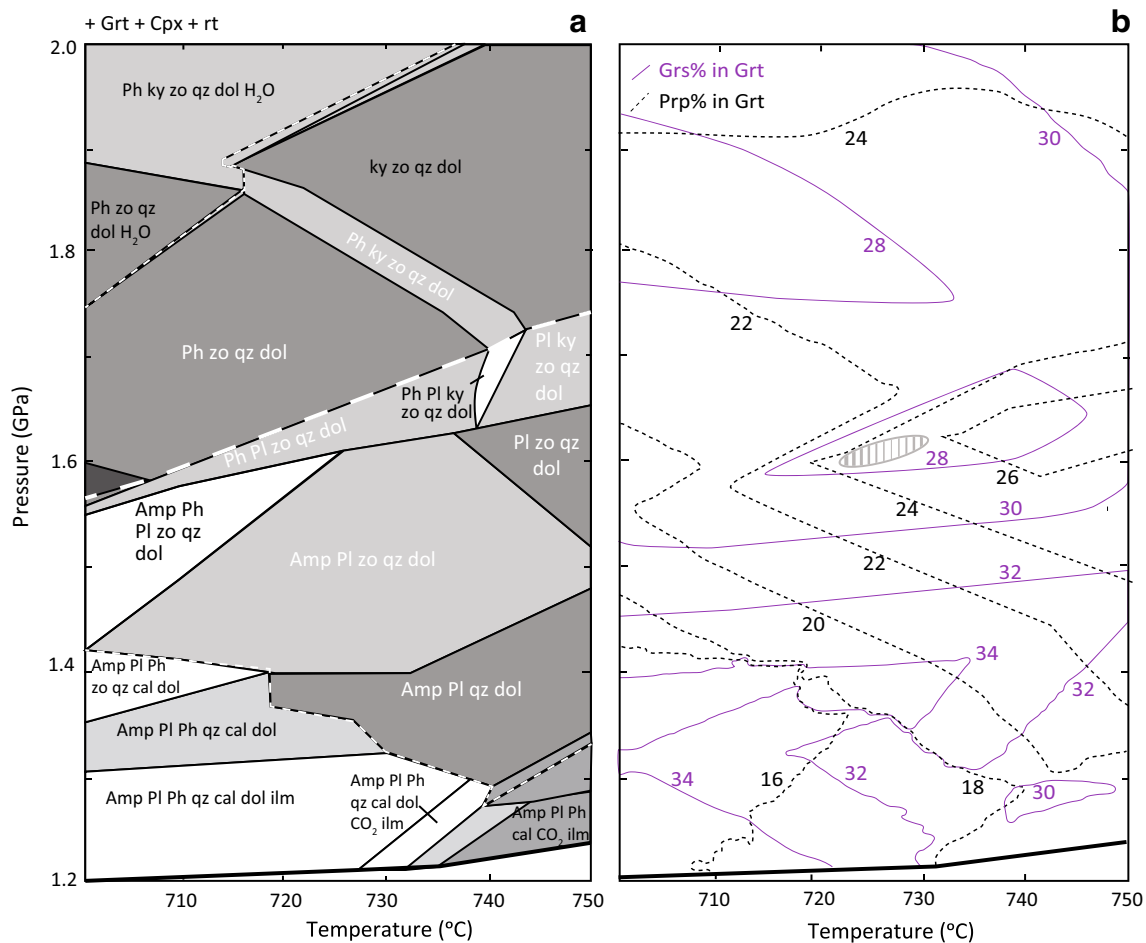 + Grt + Cpx + rt
a
b
2.0
1.8
1.6
1.4
1.2
Pressure (GPa)
Ph ky zo qz dol H₂O
ky zo qz dol
Ph zo qz
dol H₂O
Ph ky zo qz dol
Ph zo qz dol
Pl ky
zo qz
dol
Ph Pl ky
zo qz dol
Ph Pl zo qz dol
Pl zo qz
dol
Amp Ph
Pl zo qz
dol
Amp Pl zo qz dol
Amp Pl Ph
zo qz cal dol
Amp Pl qz dol
Amp Pl Ph qz cal dol
Amp Pl Ph qz cal dol ilm
Amp Pl Ph
qz cal dol
CO₂ ilm
Amp Pl Ph
cal CO₂ ilm
710
720
730
740
750
Temperature (°C)
Grs% in Grt
Prp% in Grt
24
30
28
22
28
26
24
30
22
32
20
34
32
34
16
32
18
30
710
720
730
740
750
Temperature (°C)